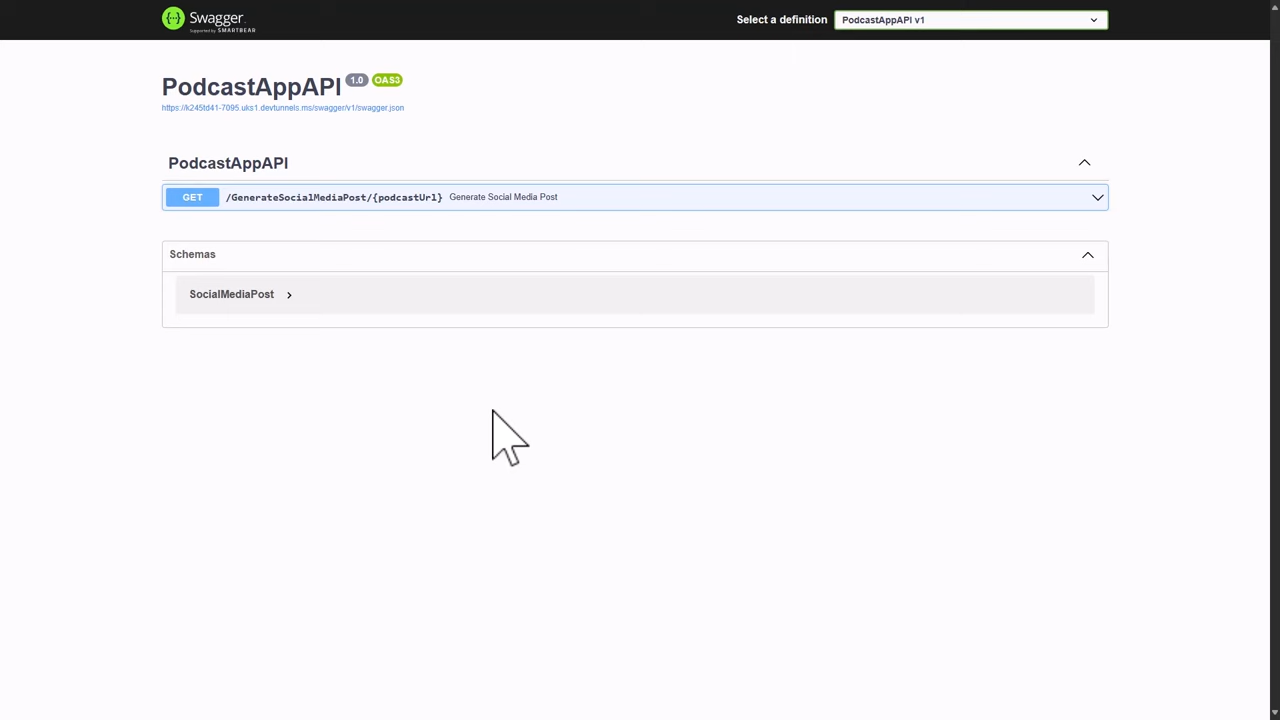 Swagger.
Supported by SMARTBEAR
Select a definition
PodcastAppAPI v1
PodcastAppAPI 1.0 OAS3
https://k245td41-7095.uks1.devtunnels.ms/swagger/v1/swagger.json
PodcastAppAPI
GET /GenerateSocialMediaPost/{podcastUrl} Generate Social Media Post
Schemas
SocialMediaPost